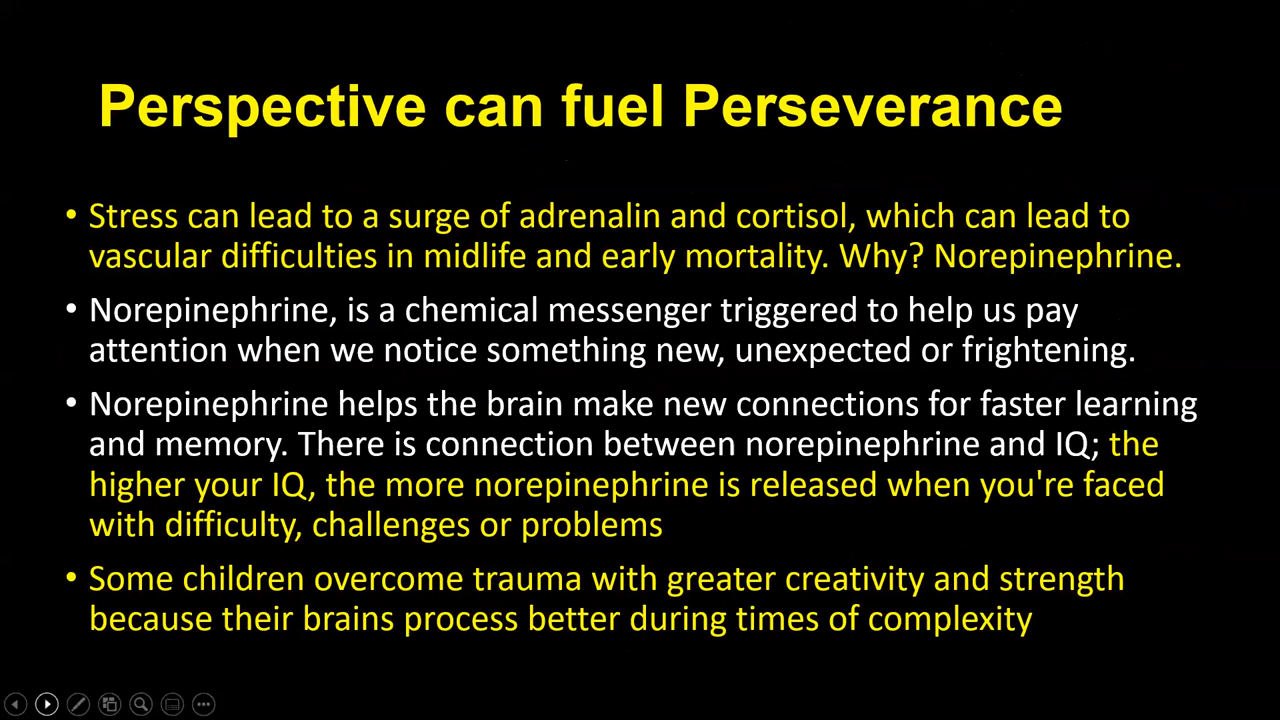 Perspective can fuel Perseverance
• Stress can lead to a surge of adrenalin and cortisol, which can lead to
vascular difficulties in midlife and early mortality. Why? Norepinephrine.
• Norepinephrine, is a chemical messenger triggered to help us pay
attention when we notice something new, unexpected or frightening.
• Norepinephrine helps the brain make new connections for faster learning
and memory. There is connection between norepinephrine and IQ; the
higher your IQ, the more norepinephrine is released when you're faced
with difficulty, challenges or problems
• Some children overcome trauma with greater creativity and strength
because their brains process better during times of complexity